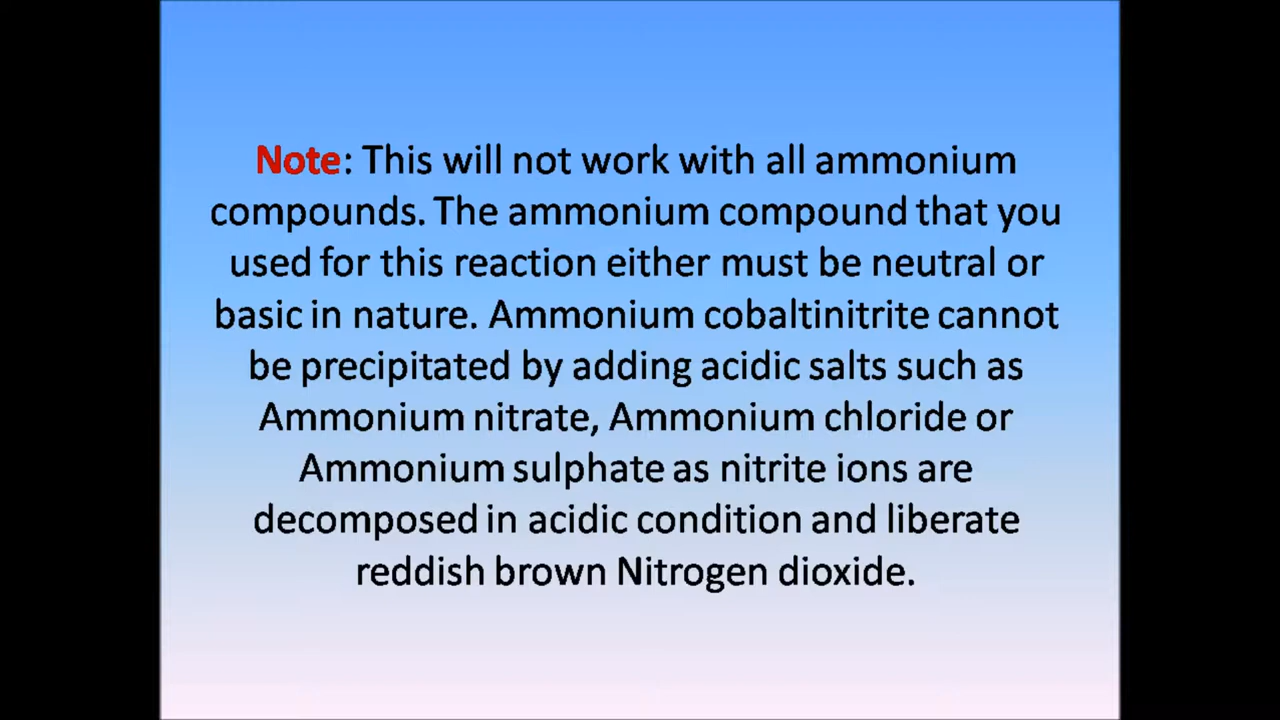 Note: This will not work with all ammonium
compounds. The ammonium compound that you
used for this reaction either must be neutral or
basic in nature. Ammonium cobaltinitrite cannot
be precipitated by adding acidic salts such as
Ammonium nitrate, Ammonium chloride or
Ammonium sulphate as nitrite ions are
decomposed in acidic condition and liberate
reddish brown Nitrogen dioxide.